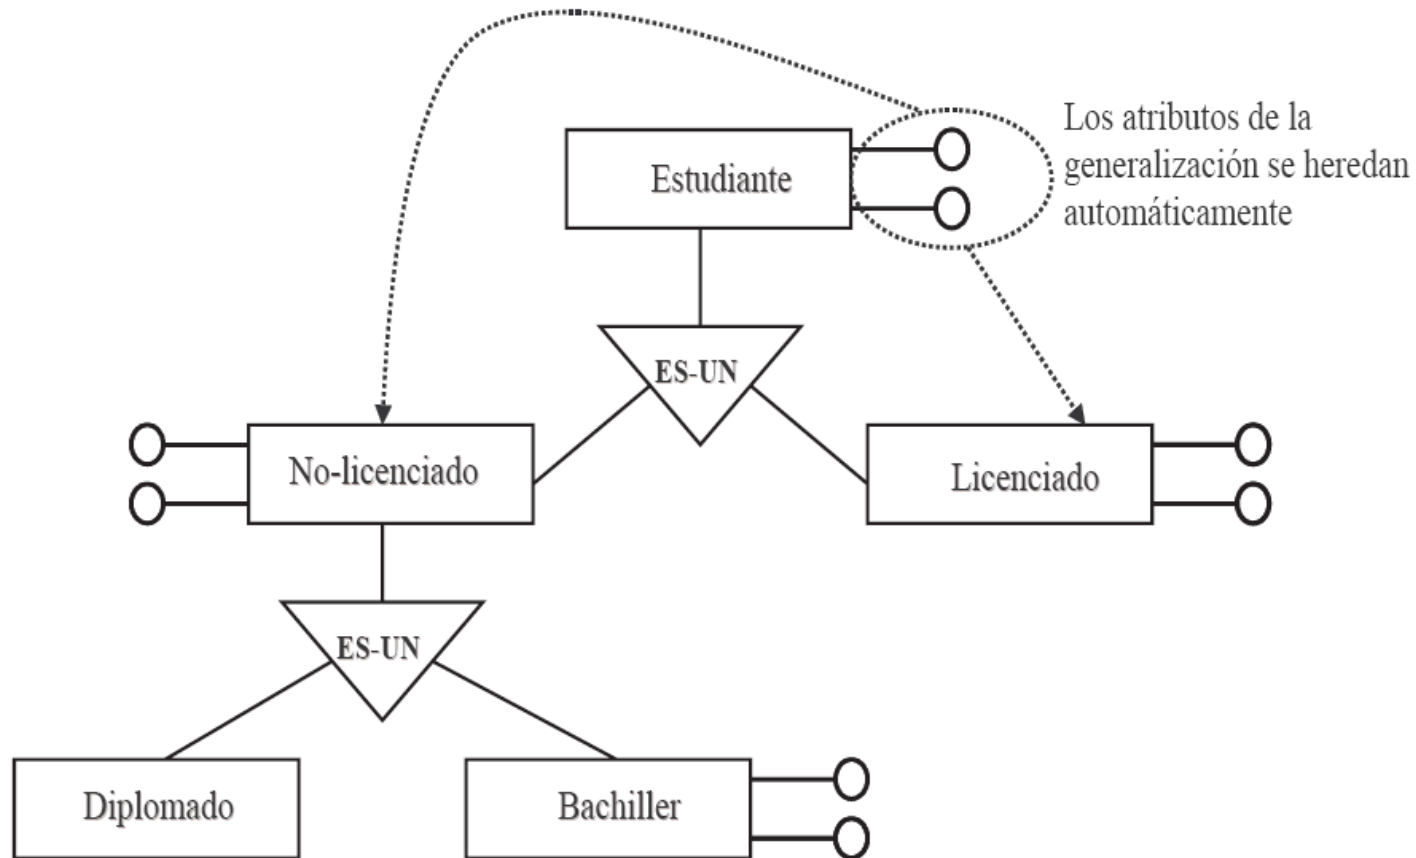 Los atributos de la
generalización se heredan
automáticamente
Estudiante
ES-UN
No-licenciado
Licenciado
ES-UN
Diplomado
Bachiller